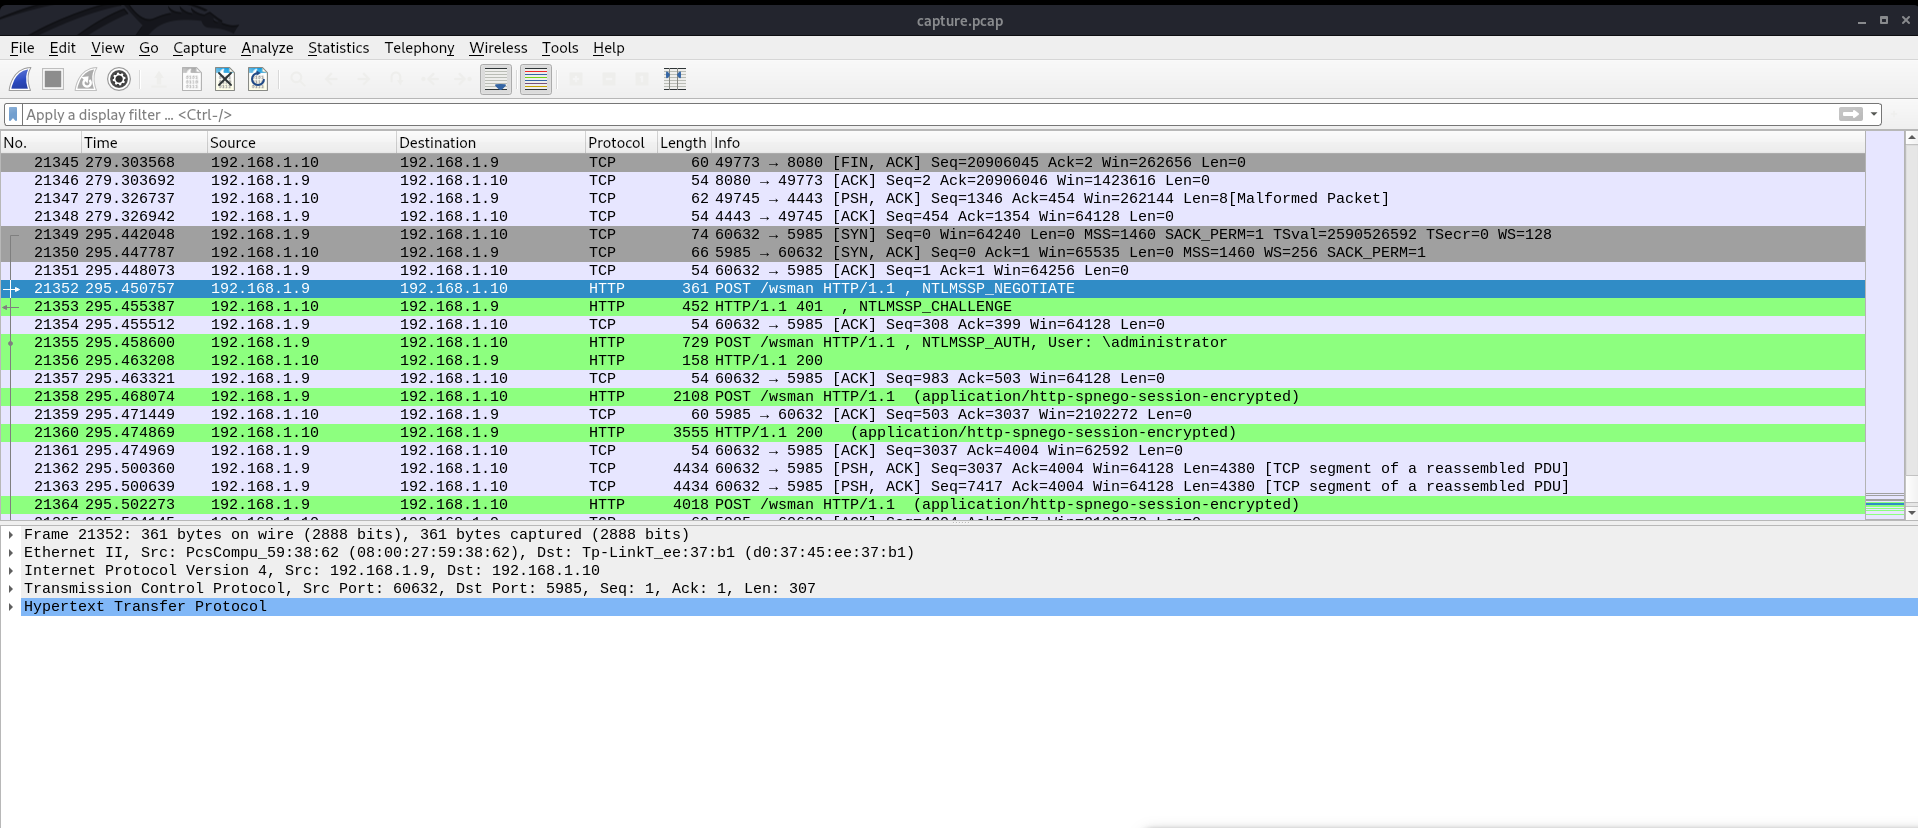 capture.pcap
File Edit View Go Capture Analyze Statistics Telephony Wireless Tools Help
Apply a display filter … <Ctrl-/>
No. Time Source Destination Protocol Length Info
21345 279.303568 192.168.1.10 192.168.1.9 TCP 60 49773 → 8080 [FIN, ACK] Seq=20906045 Ack=2 Win=262656 Len=0
21346 279.303692 192.168.1.9 192.168.1.10 TCP 54 8080 → 49773 [ACK] Seq=2 Ack=20906046 Win=1423616 Len=0
21347 279.326737 192.168.1.10 192.168.1.9 TCP 62 49745 → 4443 [PSH, ACK] Seq=1346 Ack=454 Win=262144 Len=8[Malformed Packet]
21348 279.326942 192.168.1.9 192.168.1.10 TCP 54 4443 → 49745 [ACK] Seq=454 Ack=1354 Win=64128 Len=0
21349 295.442048 192.168.1.9 192.168.1.10 TCP 74 60632 → 5985 [SYN] Seq=0 Win=64240 Len=0 MSS=1460 SACK_PERM=1 TSval=2590526592 TSecr=0 WS=128
21350 295.447787 192.168.1.10 192.168.1.9 TCP 66 5985 → 60632 [SYN, ACK] Seq=0 Ack=1 Win=65535 Len=0 MSS=1460 WS=256 SACK_PERM=1
21351 295.448073 192.168.1.9 192.168.1.10 TCP 54 60632 → 5985 [ACK] Seq=1 Ack=1 Win=64256 Len=0
21352 295.450757 192.168.1.9 192.168.1.10 HTTP 361 POST /wsman HTTP/1.1 , NTLMSSP_NEGOTIATE
21353 295.455387 192.168.1.10 192.168.1.9 HTTP 452 HTTP/1.1 401 , NTLMSSP_CHALLENGE
21354 295.455512 192.168.1.9 192.168.1.10 TCP 54 60632 → 5985 [ACK] Seq=308 Ack=399 Win=64128 Len=0
21355 295.458600 192.168.1.9 192.168.1.10 HTTP 729 POST /wsman HTTP/1.1 , NTLMSSP_AUTH, User: \administrator
21356 295.463208 192.168.1.10 192.168.1.9 HTTP 158 HTTP/1.1 200
21357 295.463321 192.168.1.9 192.168.1.10 TCP 54 60632 → 5985 [ACK] Seq=983 Ack=503 Win=64128 Len=0
21358 295.468074 192.168.1.9 192.168.1.10 HTTP 2108 POST /wsman HTTP/1.1 (application/http-spnego-session-encrypted)
21359 295.471449 192.168.1.10 192.168.1.9 TCP 60 5985 → 60632 [ACK] Seq=503 Ack=3037 Win=2102272 Len=0
21360 295.474869 192.168.1.10 192.168.1.9 HTTP 3555 HTTP/1.1 200 (application/http-spnego-session-encrypted)
21361 295.474969 192.168.1.9 192.168.1.10 TCP 54 60632 → 5985 [ACK] Seq=3037 Ack=4004 Win=62592 Len=0
21362 295.500360 192.168.1.9 192.168.1.10 TCP 4434 60632 → 5985 [PSH, ACK] Seq=3037 Ack=4004 Win=64128 Len=4380 [TCP segment of a reassembled PDU]
21363 295.500639 192.168.1.9 192.168.1.10 TCP 4434 60632 → 5985 [PSH, ACK] Seq=7417 Ack=4004 Win=64128 Len=4380 [TCP segment of a reassembled PDU]
21364 295.502273 192.168.1.9 192.168.1.10 HTTP 4018 POST /wsman HTTP/1.1 (application/http-spnego-session-encrypted)
Frame 21352: 361 bytes on wire (2888 bits), 361 bytes captured (2888 bits)
Ethernet II, Src: PcsCompu_59:38:62 (08:00:27:59:38:62), Dst: Tp-LinkT_ee:37:b1 (d0:37:45:ee:37:b1)
Internet Protocol Version 4, Src: 192.168.1.9, Dst: 192.168.1.10
Transmission Control Protocol, Src Port: 60632, Dst Port: 5985, Seq: 1, Ack: 1, Len: 307
Hypertext Transfer Protocol